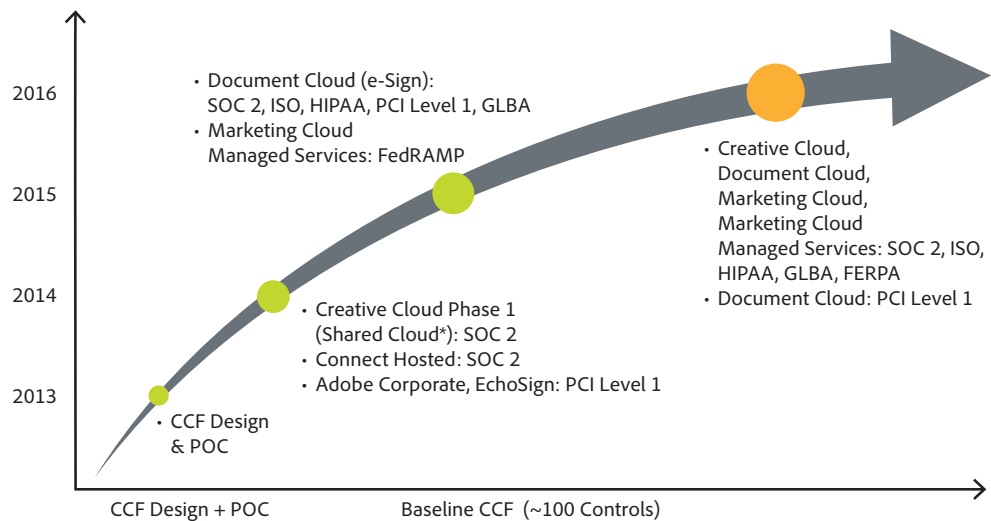 2016
2015
2014
2013
• Document Cloud (e-Sign):
SOC 2, ISO, HIPAA, PCI Level 1, GLBA
• Marketing Cloud
Managed Services: FedRAMP
• Creative Cloud,
Document Cloud,
Marketing Cloud,
Marketing Cloud
Managed Services: SOC 2, ISO,
HIPAA, GLBA, FERPA
• Document Cloud: PCI Level 1
• Creative Cloud Phase 1
(Shared Cloud*): SOC 2
• Connect Hosted: SOC 2
• Adobe Corporate, EchoSign: PCI Level 1
• CCF Design
& POC
CCF Design + POC
Baseline CCF (~100 Controls)